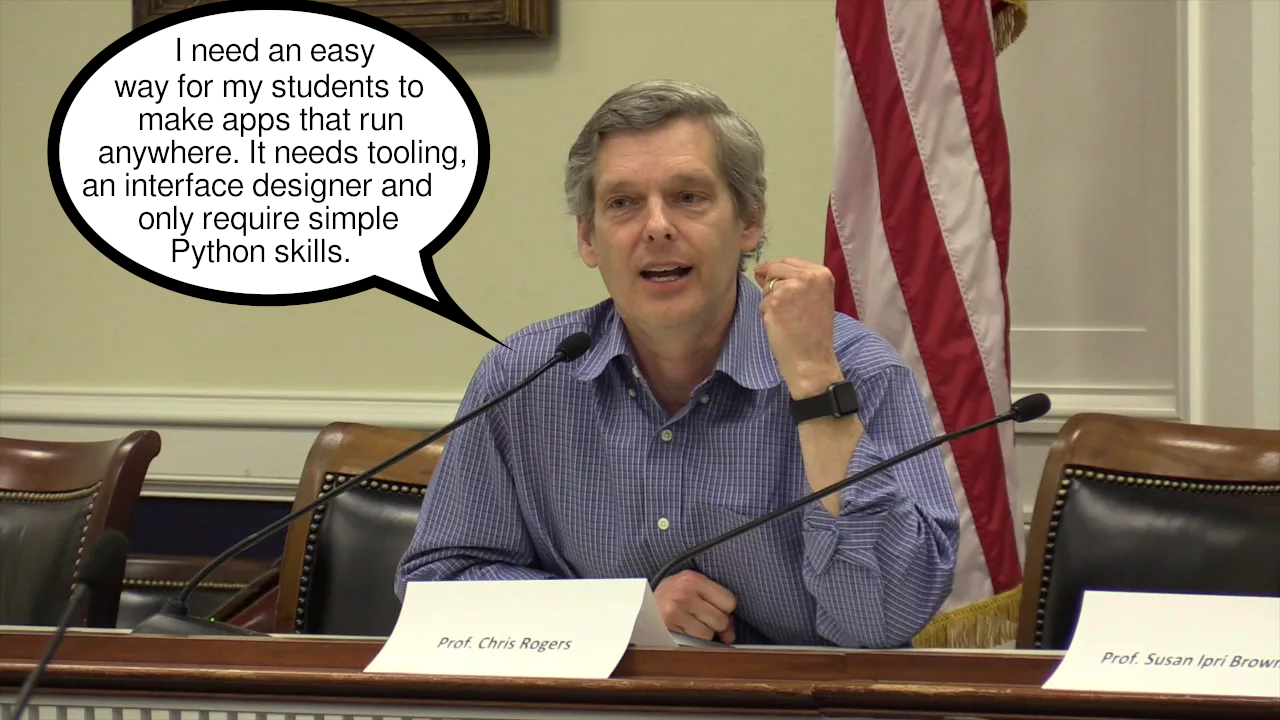 I need an easy
way for my students to
make apps that run
anywhere. It needs tooling,
an interface designer and
only require simple
Python skills.
Prof. Chris Rogers
Prof. Susan Ipri Brown